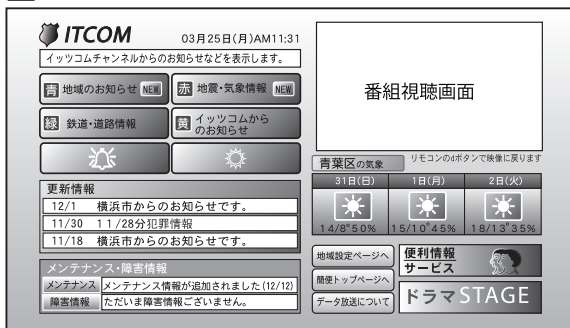 ITCOM
03月25日(月)AM11:31
イッツコムチャンネルからのお知らせなどを表示します。
青 地域のお知らせ NEW
赤 地震・気象情報 NEW
緑 鉄道・道路情報
黄 イッツコムから
のお知らせ
更新情報
12/1 横浜市からのお知らせです。
11/30 11/28分犯罪情報
11/18 横浜市からのお知らせです。
メンテナンス・障害情報
メンテナンス メンテナンス情報が追加されました(12/12)
障害情報 ただいま障害情報ございません。
番組視聴画面
青葉区の気象 リモコンのdボタンで映像に戻ります
31日(日) 1日(月) 2日(火)
14/8°50% 15/10°45% 18/13°35%
地域設定ページへ
簡便トップページへ
データ放送について
便利情報
サービス
ドラマSTAGE